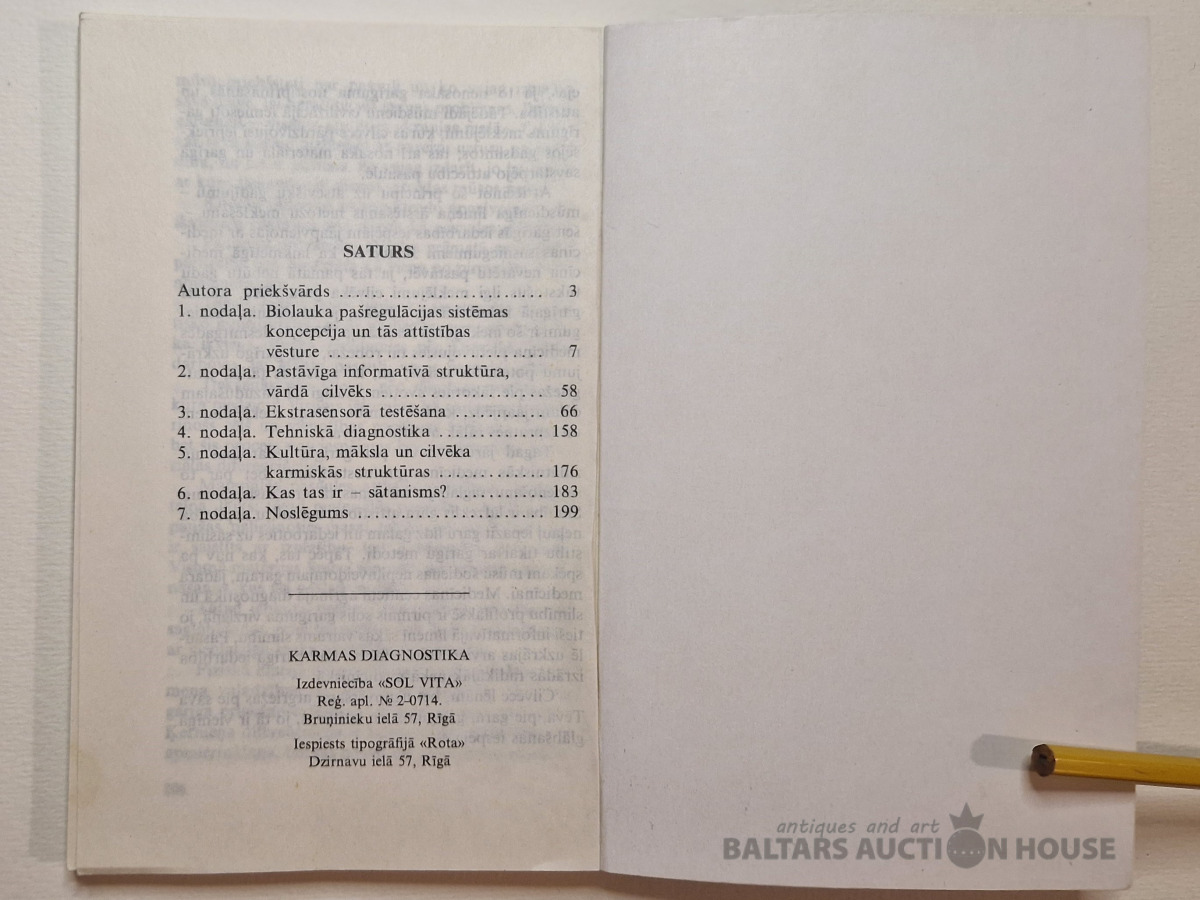 SATURS
Autora priekšvārds ........................ 3
1. nodaļa. Biolauka pašregulācijas sistēmas
koncepcija un tās attīstības
vēsture .......................... 7
2. nodaļa. Pastāvīga informatīvā struktūra,
vārdā cilvēks .................... 58
3. nodaļa. Ekstrasensorā testēšana ........... 66
4. nodaļa. Tehniskā diagnostika ............. 158
5. nodaļa. Kultūra, māksla un cilvēka
karmiskās struktūras ............. 176
6. nodaļa. Kas tas ir – sātanisms? ........... 183
7. nodaļa. Noslēgums ....................... 199
KARMAS DIAGNOSTIKA
Izdevniecība «SOL VITA»
Reģ. apl. № 2–0714.
Bruņinieku ielā 57, Rīgā
Iespiests tipogrāfijā «Rota»
Dzirnavu ielā 57, Rīgā
antiques and art
BALTARS AUCTION HOUSE